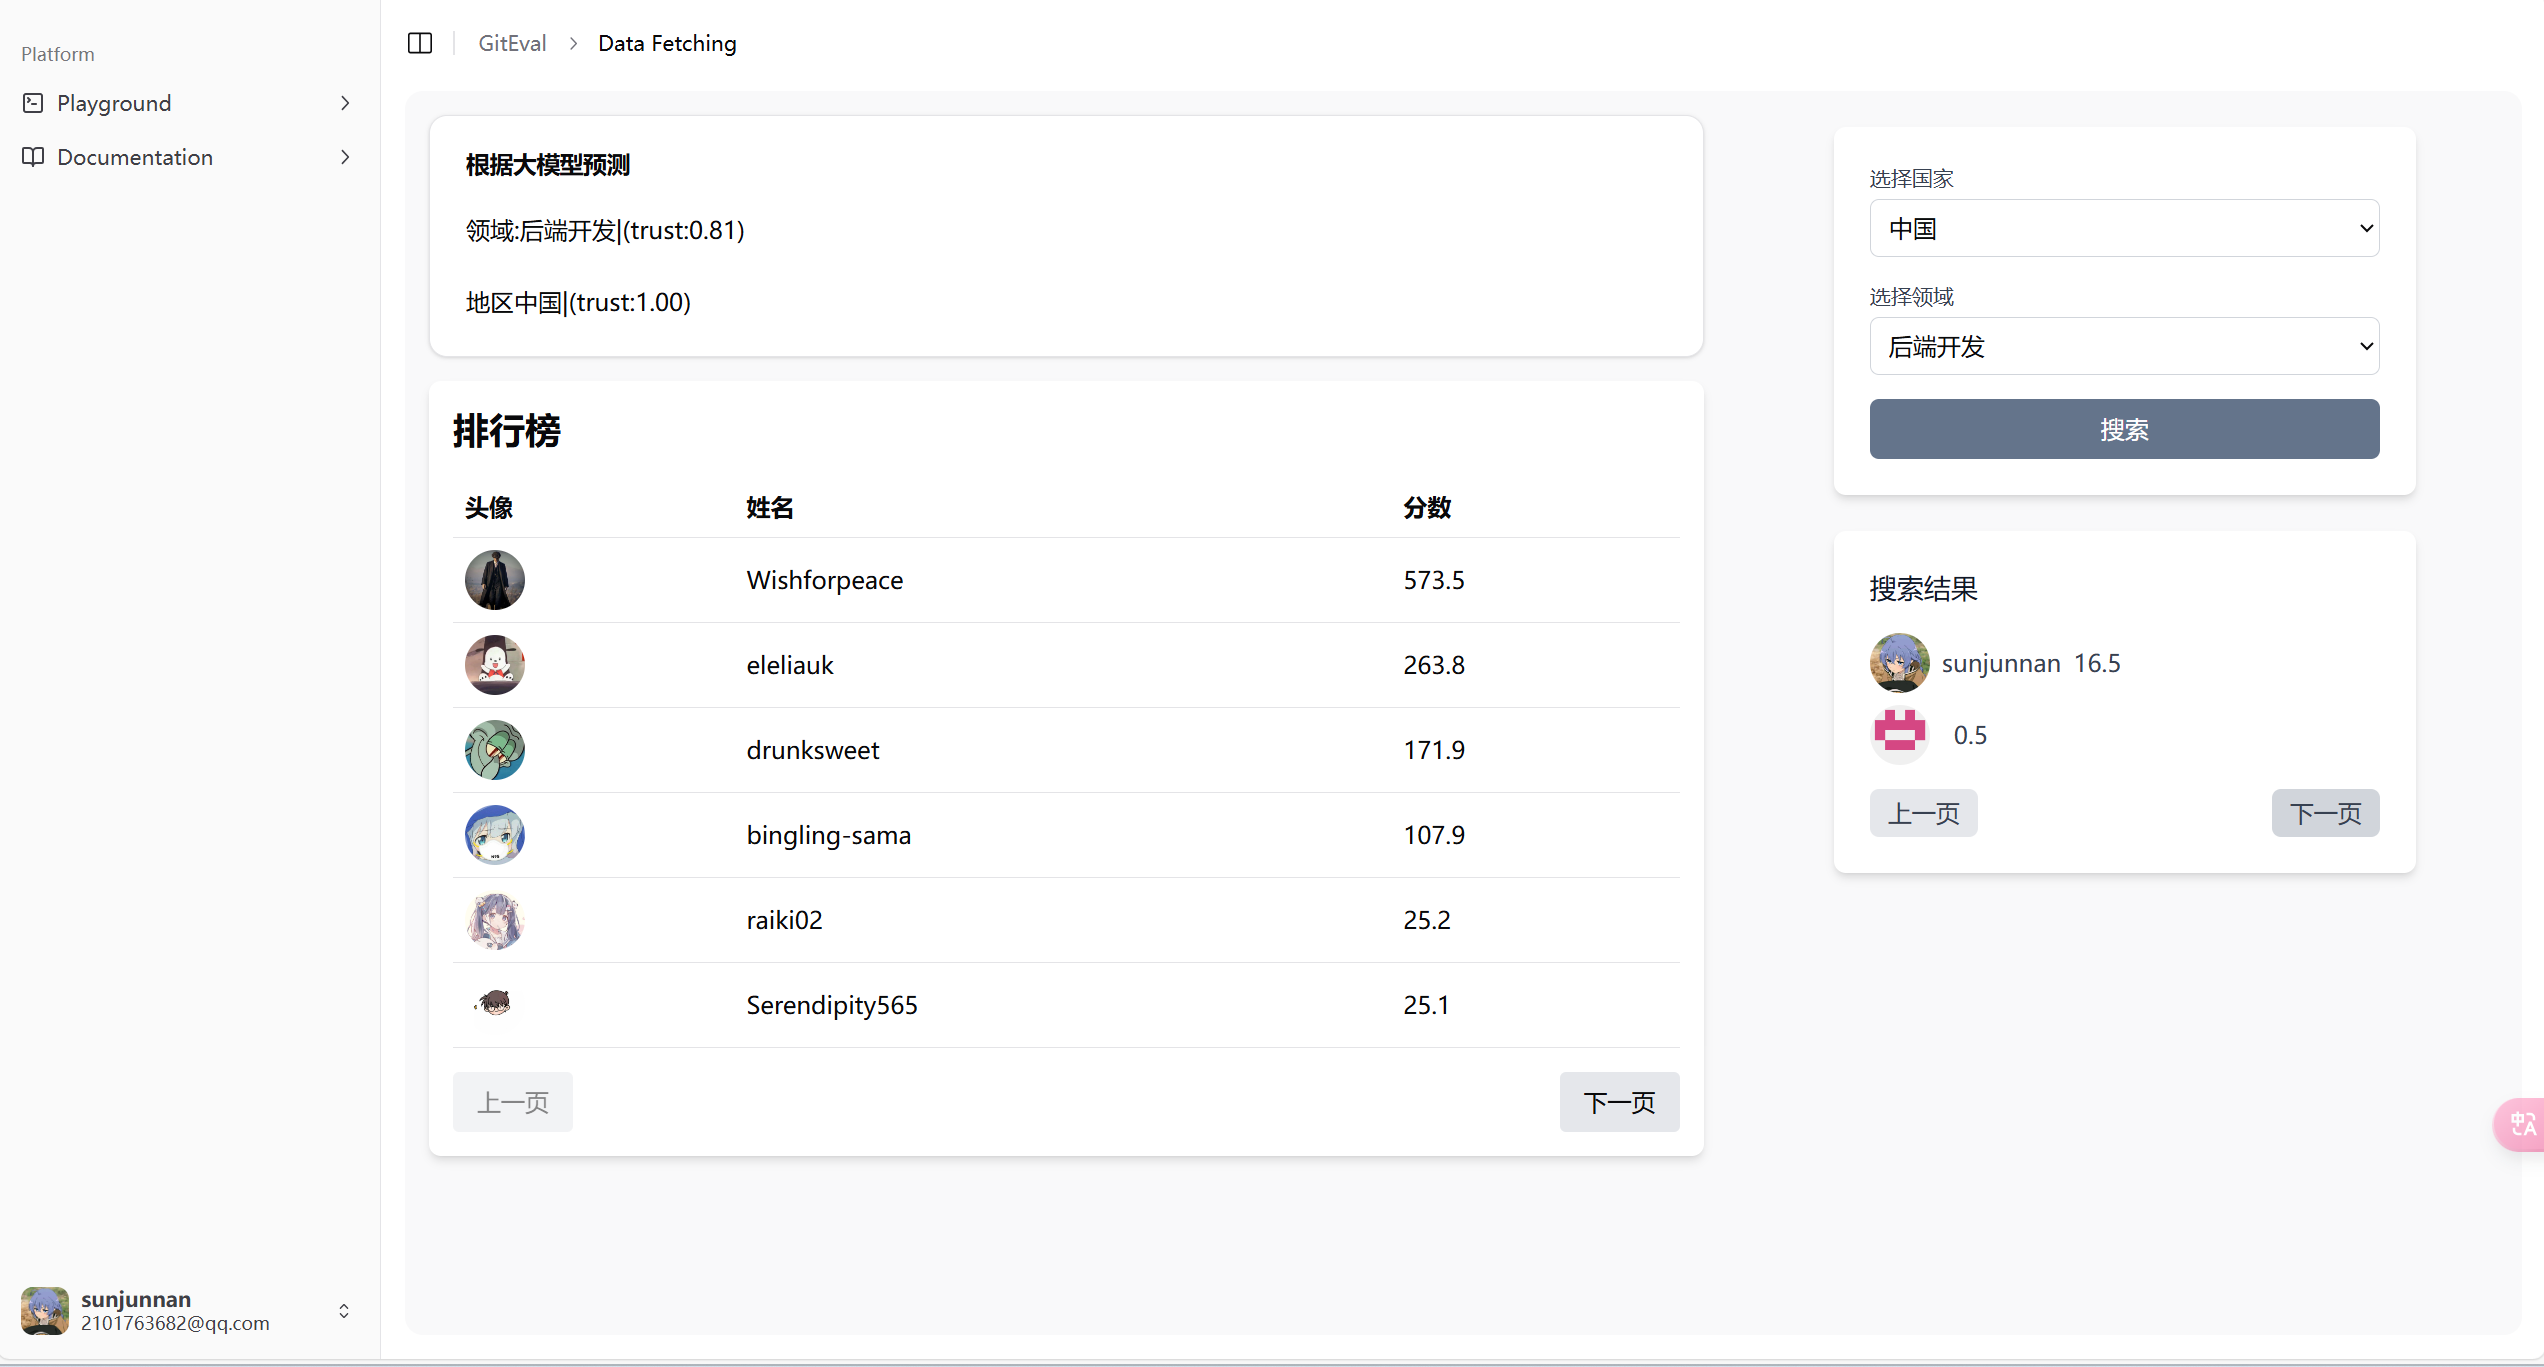 Platform
Playground
Documentation
GitEval
Data Fetching
根据大模型预测
领域:后端开发|(trust:0.81)
地区中国|(trust:1.00)
排行榜
头像 姓名 分数
Wishforpeace 573.5
eleliauk 263.8
drunksweet 171.9
bingling-sama 107.9
raiki02 25.2
Serendipity565 25.1
上一页 下一页
选择国家
中国
选择领域
后端开发
搜索
搜索结果
sunjunnan 16.5
0.5
上一页 下一页
sunjunnan
2101763682@qq.com
中A